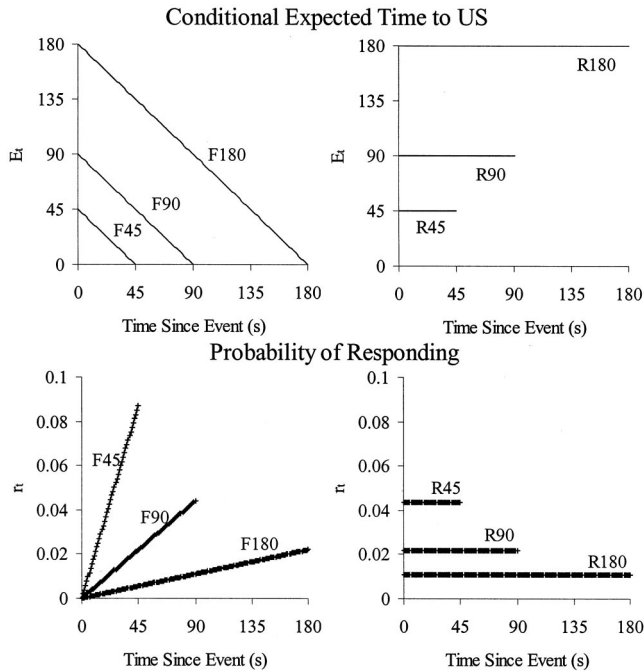 Conditional Expected Time to US
180
135
90
45
0
Et
F180
F90
F45
0 45 90 135 180
Time Since Event (s)
180
135
90
45
0
Et
R180
R90
R45
0 45 90 135 180
Time Since Event (s)
Probability of Responding
0.1
0.08
0.06
0.04
0.02
0
rt
F45
F90
F180
0 45 90 135 180
Time Since Event (s)
0.1
0.08
0.06
0.04
0.02
0
rt
R45
R90
R180
0 45 90 135 180
Time Since Event (s)